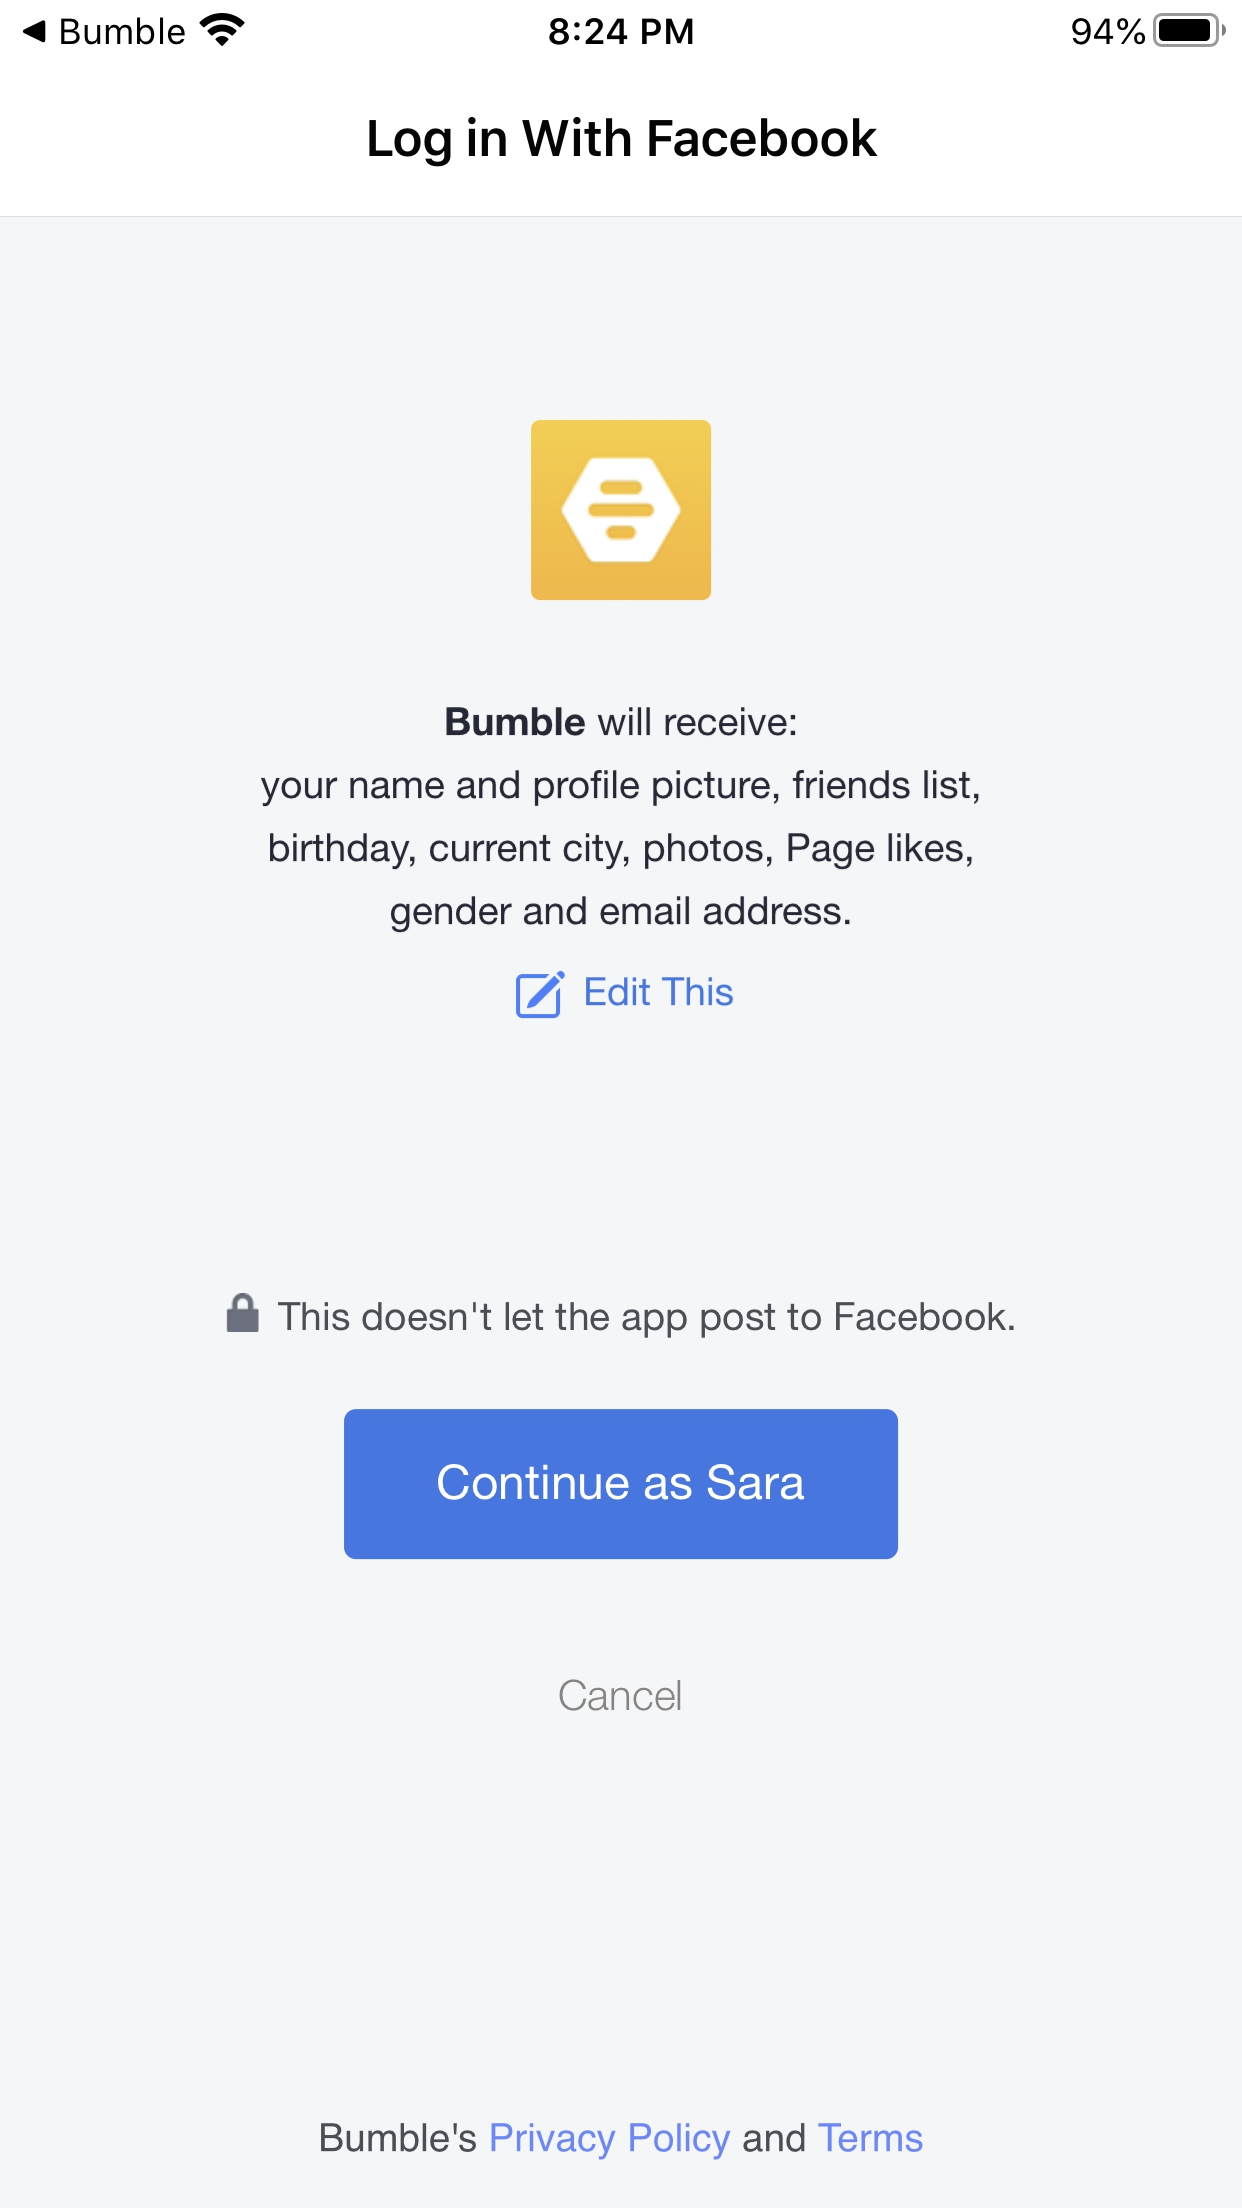 Bumble 8:24 PM 94%
Log in With Facebook
Bumble will receive:
your name and profile picture, friends list,
birthday, current city, photos, Page likes,
gender and email address.
Edit This
This doesn't let the app post to Facebook.
Continue as Sara
Cancel
Bumble's Privacy Policy and Terms